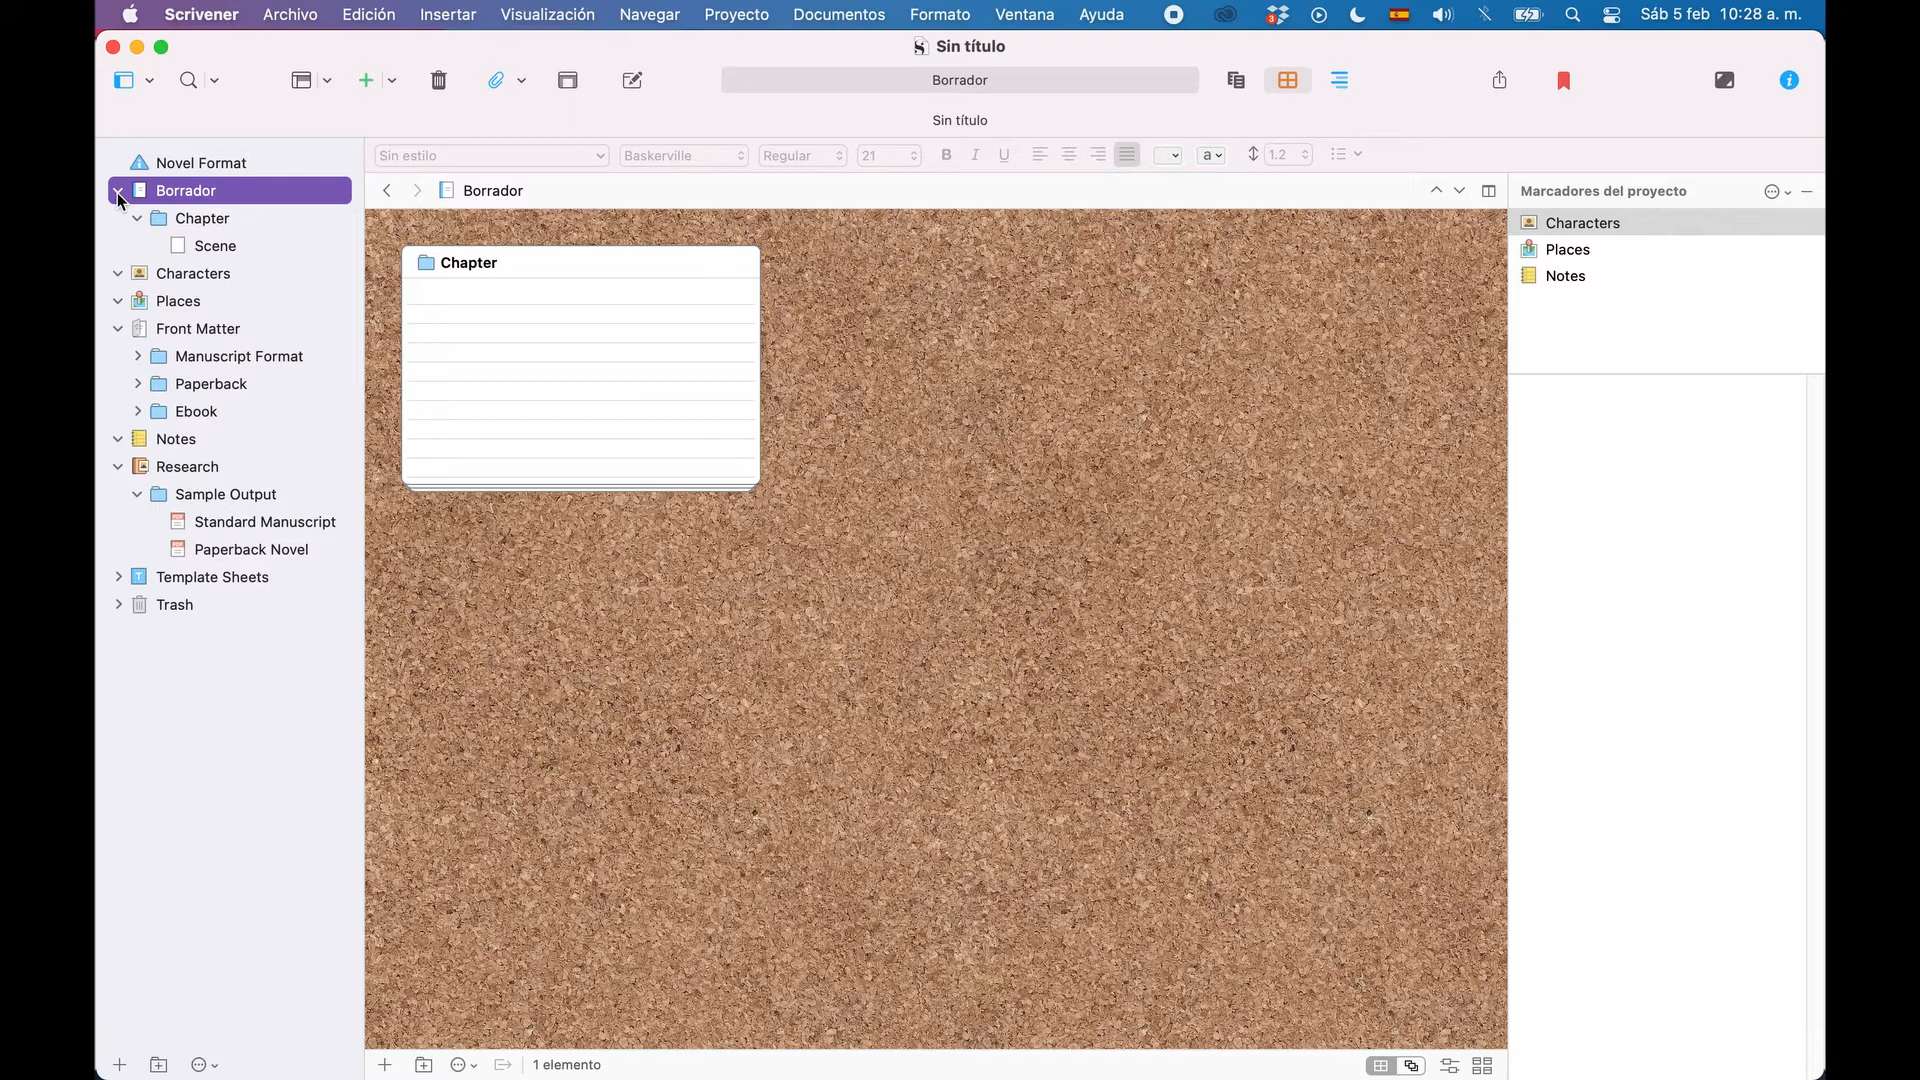 Scrivener Archivo Edición Insertar Visualización Navegar Proyecto Documentos Formato Ventana Ayuda 3 Sáb 5 feb 10:28 a. m.
Sin título
Borrador
Sin título
Sin estilo Baskerville Regular 21 B I U a 1.2
Novel Format
Borrador
Chapter
Scene
Characters
Places
Front Matter
Manuscript Format
Paperback
Ebook
Notes
Research
Sample Output
Standard Manuscript
Paperback Novel
Template Sheets
Trash
Borrador
Chapter
1 elemento
Marcadores del proyecto
Characters
Places
Notes